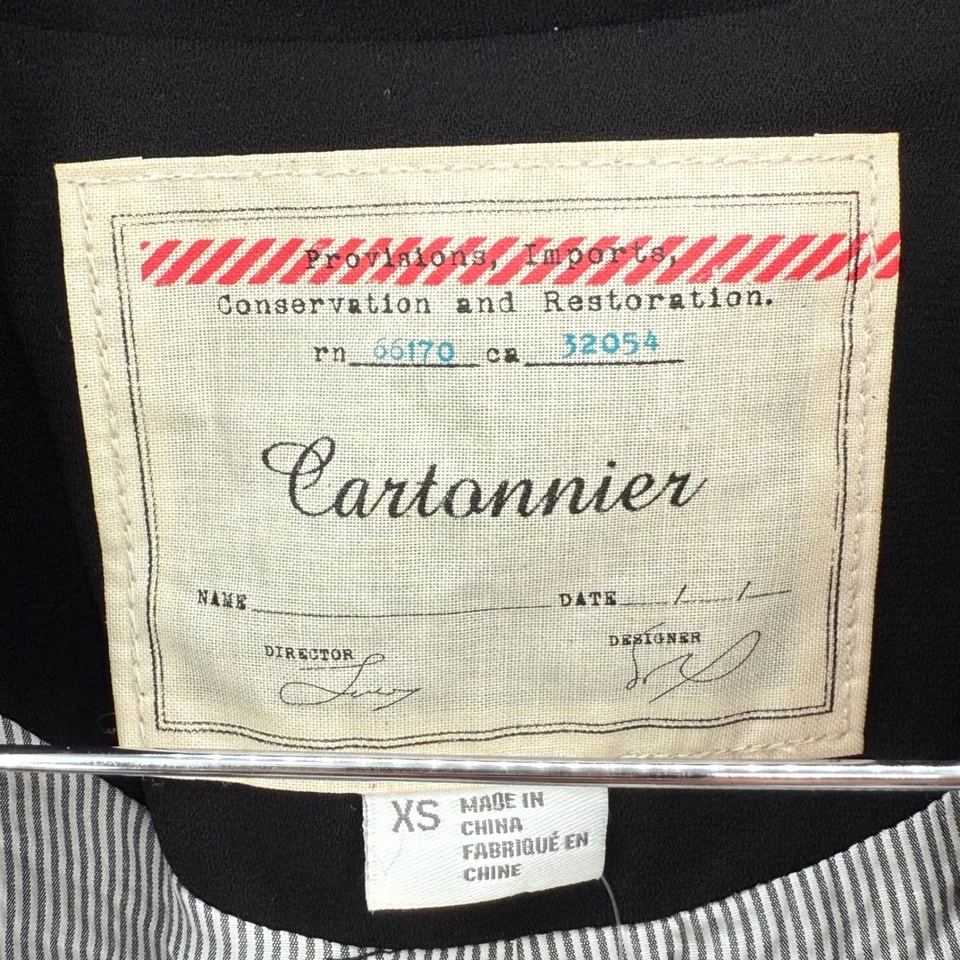 Provisions, Imports,
Conservation and Restoration.
rn 66170 ca 32054
Cartonnier
NAME DATE / /
DIRECTOR DESIGNER
XS MADE IN
CHINA
FABRIQUÉ EN
CHINE